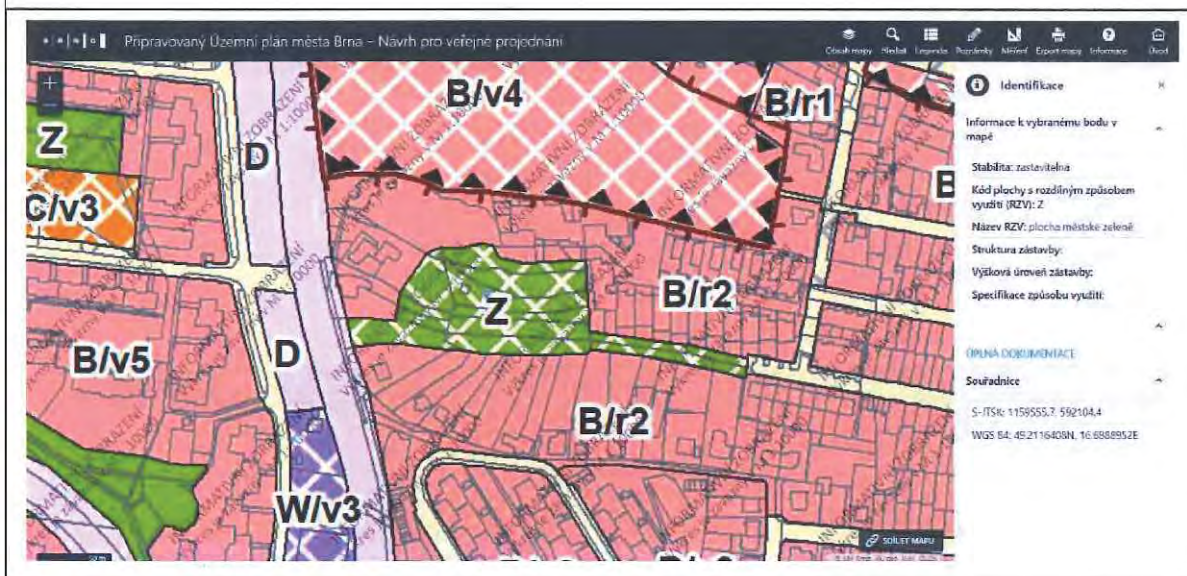 Připravovaný Územní plán města Brna – Návrh pro veřejné projednání
Obsah mapy Hledat Legenda Poznámky Měření Export mapy Informace Úvod
B/v4
B/r1
Z
D
C/v3
B
B/r2
Z
B/v5
D
B/r2
W/v3
INFORMATIVNÍ ZOBRAZENÍ
Identifikace
Informace k vybranému bodu v
mapě
Stabilita: zastavitelná
Kód plochy s rozdílným způsobem
využití (RZV): Z
Název RZV: plocha městské zeleně
Struktura zástavby:
Výšková úroveň zástavby:
Specifikace způsobu využití:
ÚPLNÁ DOKUMENTACE
Souřadnice
S-JTSK: 1159555,7, 592104,4
WGS 84: 49.2116408N, 16.6888952E
SDÍLET MAPU